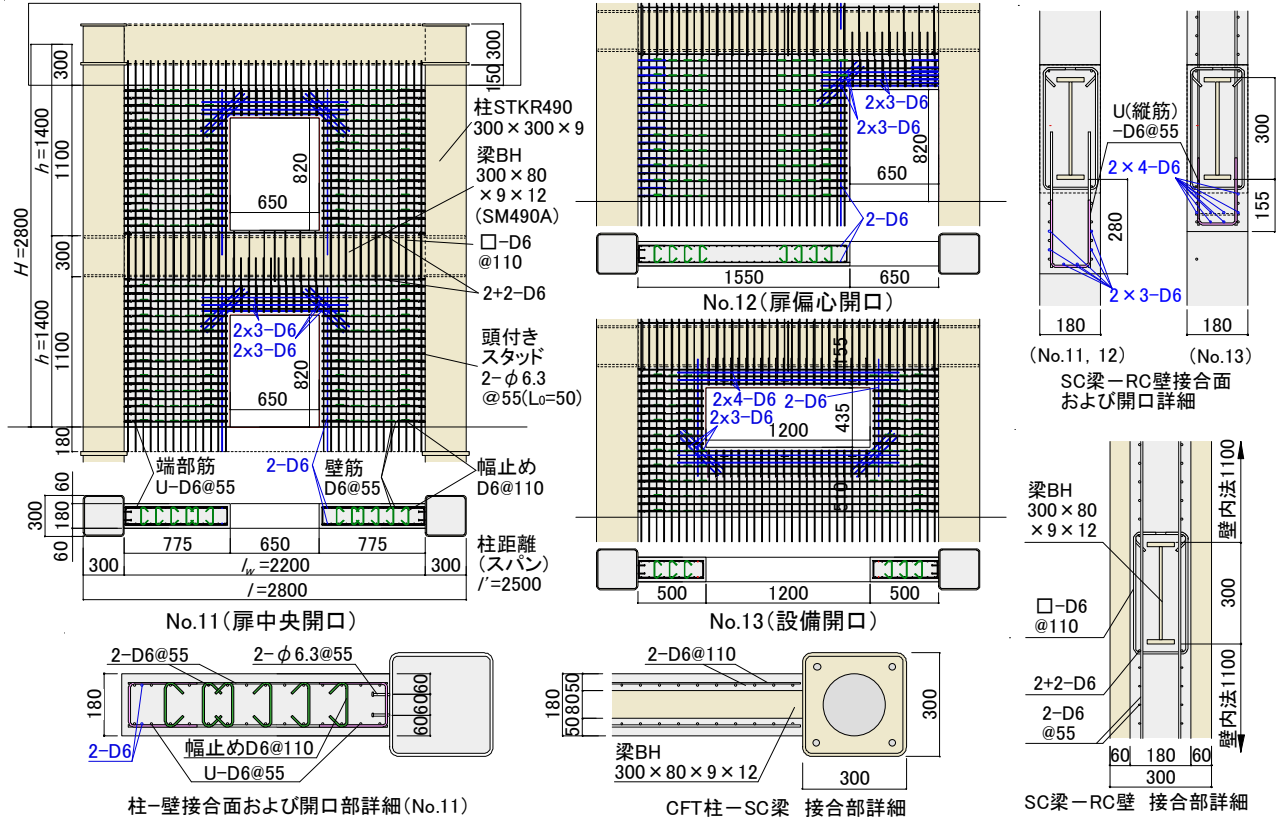 300
150
300
h=1400
1100
H=2800
300
h=1400
1100
180
820
650
820
650
2x3-D6
2x3-D6
柱STKR490
300×300×9
梁BH
300×80
×9×12
(SM490A)
□-D6
@110
2+2-D6
頭付き
スタッド
2-φ6.3
@55(L₀=50)
端部筋
U-D6@55
2-D6
壁筋
D6@55
幅止め
D6@110
60
300
180
60
775
650
775
300
lw=2200
300
l=2800
柱距離
(スパン)
l'=2500
No.11(扉中央開口)
2x3-D6
2x3-D6
820
650
2-D6
1550
650
No.12(扉偏心開口)
155
2x4-D6
2-D6
2x3-D6
1200
435
510
500
1200
500
No.13(設備開口)
U(縦筋)
-D6@55
2×4-D6
300
155
280
2×3-D6
180
180
(No.11, 12)
(No.13)
SC梁－RC壁接合面
および開口詳細
2-D6@55
2-φ6.3@55
180
60
60
60
2-D6
幅止めD6@110
U-D6@55
柱－壁接合面および開口部詳細(No.11)
2-D6@110
180
50
80
50
300
梁BH
300×80×9×12
300
CFT柱－SC梁 接合部詳細
壁内法1100
梁BH
300×80
×9×12
300
□-D6
@110
2+2-D6
2-D6
@55
壁内法1100
60
180
60
300
SC梁－RC壁 接合部詳細